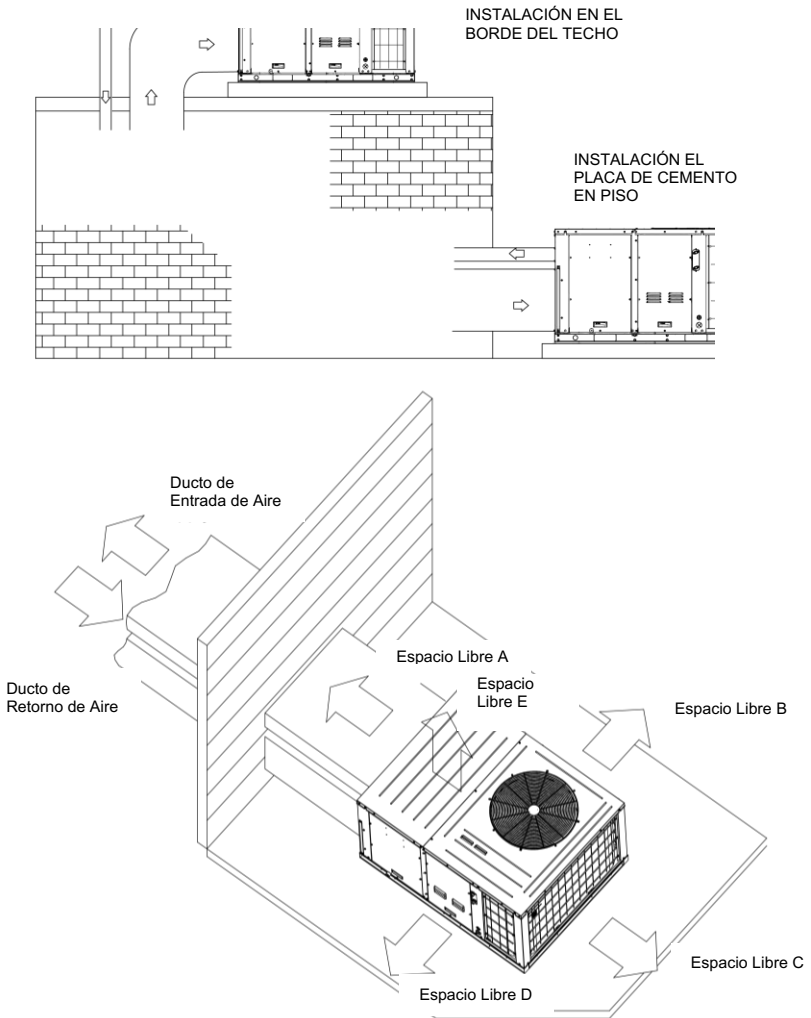 INSTALACIÓN EN EL
BORDE DEL TECHO
INSTALACIÓN EL
PLACA DE CEMENTO
EN PISO
Ducto de
Entrada de Aire
Espacio Libre A
Espacio
Libre E
Ducto de
Retorno de Aire
Espacio Libre B
Espacio Libre C
Espacio Libre D